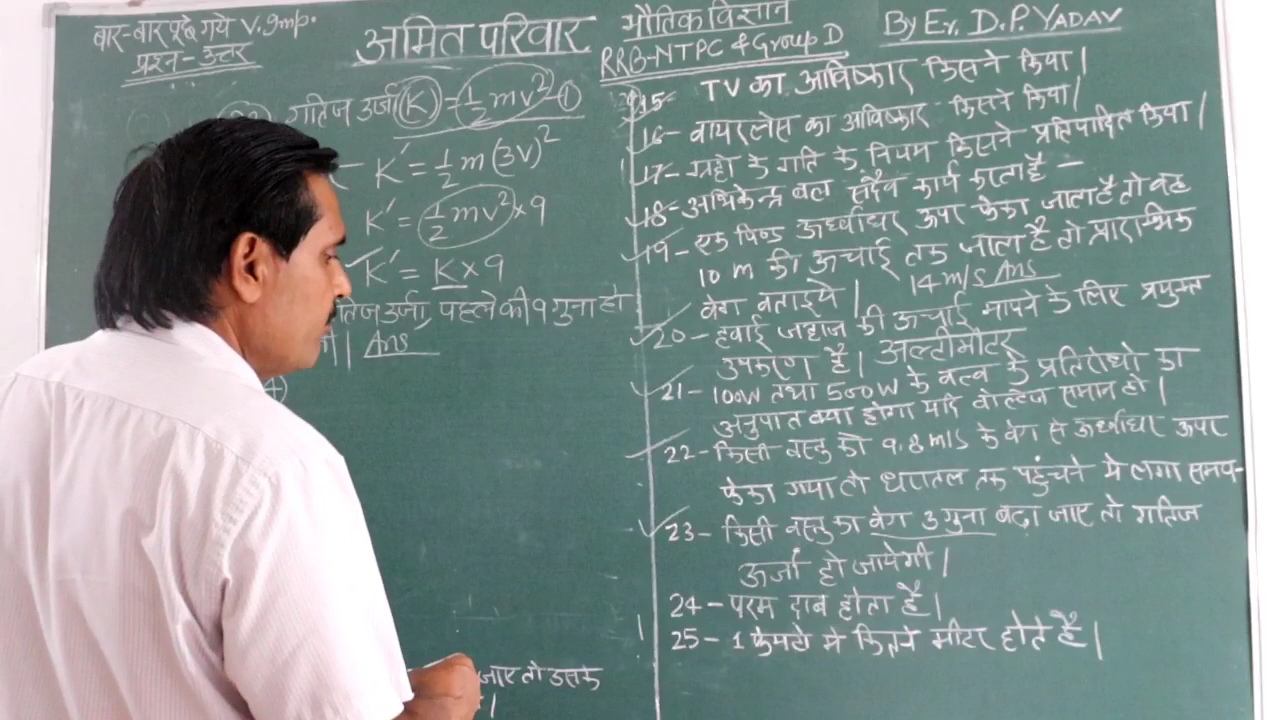 बार-बार पूछे गये V. Imp.
प्रश्न-उत्तर
अमित परिवार
भौतिक विज्ञान
RRB-NTPC & Group D
By Er. D. P. YADAV
गतिज उर्जा (K) = ½mv² - ①
K′ = ½ m (3v)²
K′ = (½ mv²) × 9
K′ = K × 9
तिज उर्जा, पहले की 9 गुना हो
Ans
15- TV का आविष्कार किसने किया।
16- वायरलेस का आविष्कार किसने किया।
17- ग्रहो के गति के नियम किसने प्रतिपादित किया।
18- अभिकेन्द्र बल सदैव कार्य करता है -
19- एक पिण्ड ऊर्ध्वाधर ऊपर फेका जाता है तो वह
10 m की ऊचाई तक जाता है तो प्रारम्भिक
वेग बताइये। 14 m/s Ans
20- हवाई जहाज की ऊचाई मापने के लिए प्रयुक्त
उपकरण है। अल्टीमीटर
21- 100W तथा 500W के बल्व के प्रतिरोधो का
अनुपात क्या होगा यदि वोल्टेज समान हो।
22- किसी वस्तु को 9.8 m/s के वेग से ऊर्ध्वाधर ऊपर
फेका गया तो धरातल तक पहुंचने मे लगा समय-
23- किसी वस्तु का वेग 3 गुना बढ़ा जाए तो गतिज
ऊर्जा हो जायेगी।
24- परम दाब होता है।
25- 1 फेमटो मे कितने मीटर होते है।
जाए तो उसके